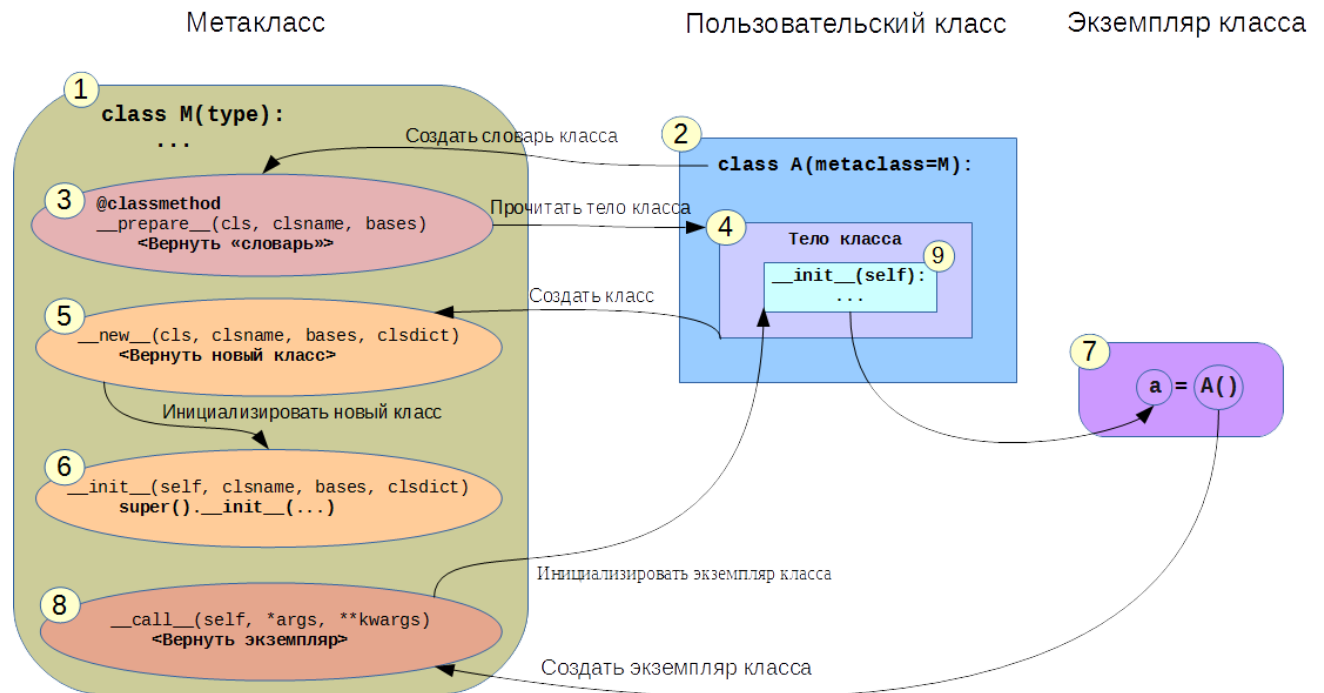 Метакласс
Пользовательский класс
Экземпляр класса
1
class M(type):
...
Создать словарь класса
2
class A(metaclass=M):
3
@classmethod
__prepare__(cls, clsname, bases)
<Вернуть «словарь»>
Прочитать тело класса
4
Тело класса
9
__init__(self):
...
Создать класс
5
__new__(cls, clsname, bases, clsdict)
<Вернуть новый класс>
7
a = A()
Инициализировать новый класс
6
__init__(self, clsname, bases, clsdict)
super().__init__(...)
Инициализировать экземпляр класса
8
__call__(self, *args, **kwargs)
<Вернуть экземпляр>
Создать экземпляр класса